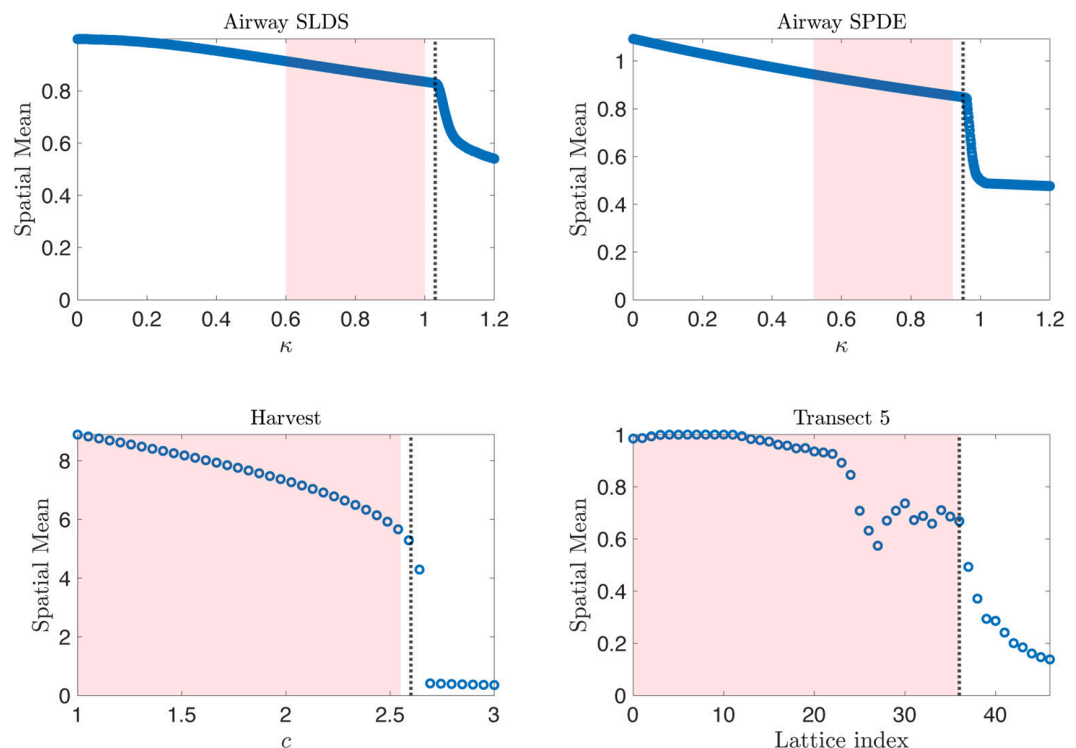 Airway SLDS
Spatial Mean
0.8
0.6
0.4
0.2
0
0 0.2 0.4 0.6 0.8 1 1.2
κ
Airway SPDE
Spatial Mean
1
0.8
0.6
0.4
0.2
0
0 0.2 0.4 0.6 0.8 1 1.2
κ
Harvest
Spatial Mean
8
6
4
2
0
1 1.5 2 2.5 3
c
Transect 5
Spatial Mean
1
0.8
0.6
0.4
0.2
0
0 10 20 30 40
Lattice index